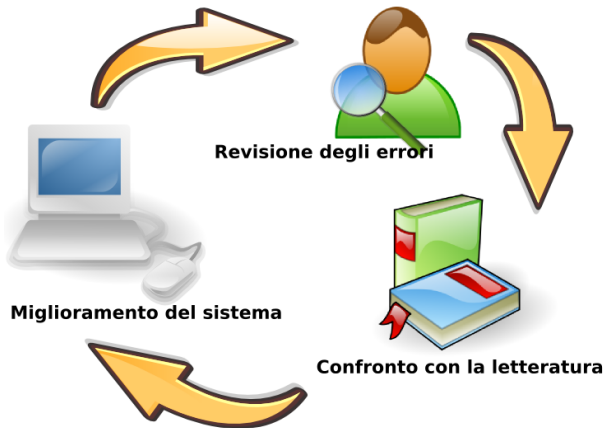 Revisione degli errori
Miglioramento del sistema
Confronto con la letteratura